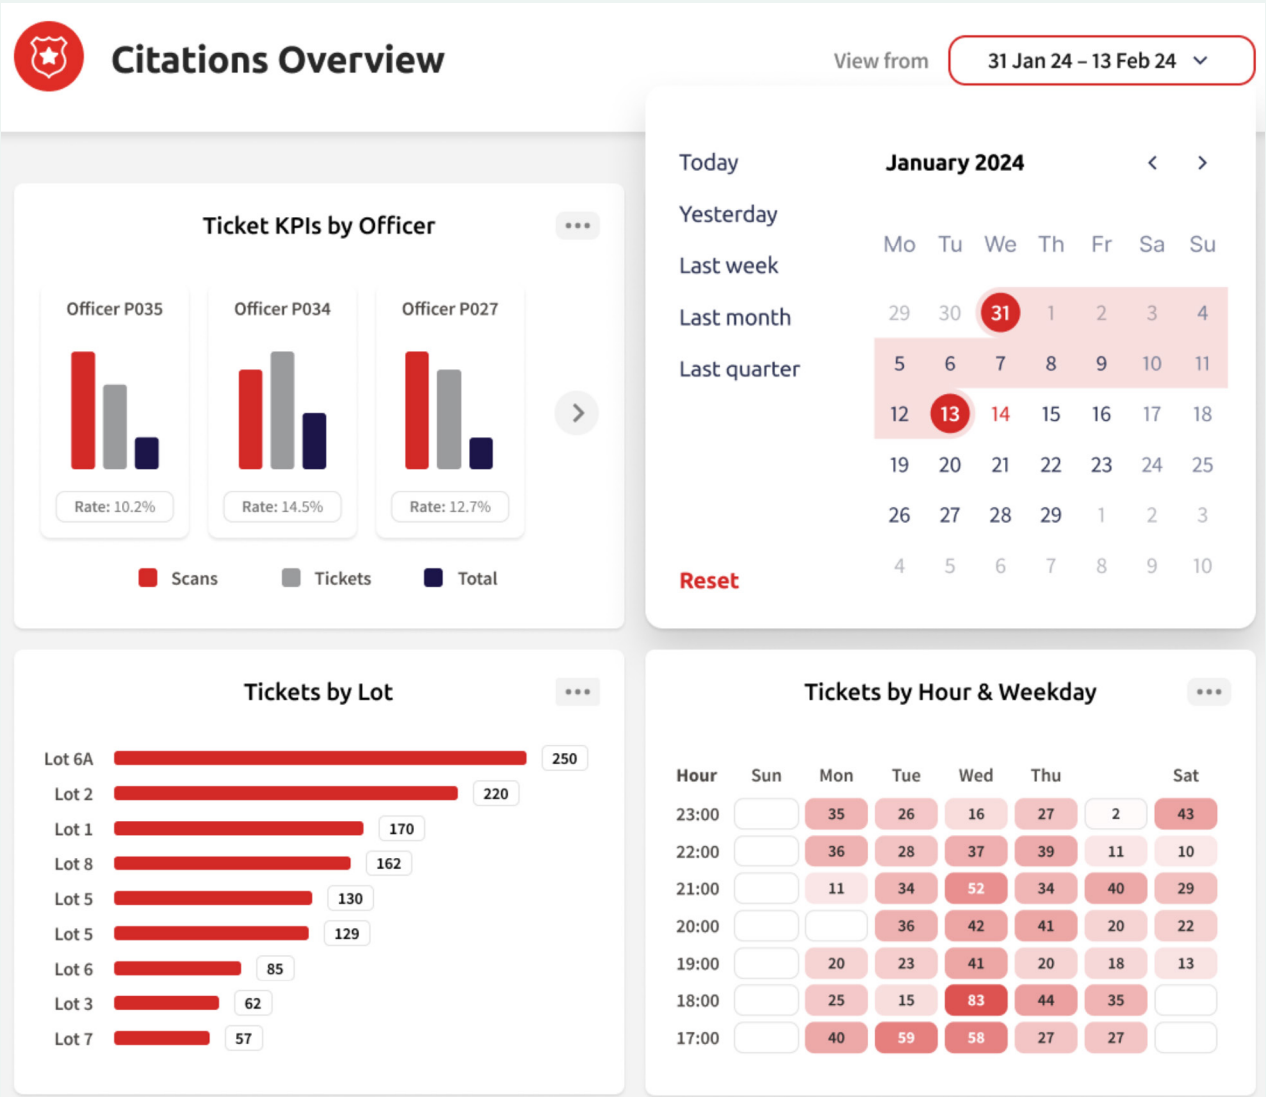 Citations Overview
View from
31 Jan 24 – 13 Feb 24
Ticket KPIs by Officer
Officer P035
Officer P034
Officer P027
Rate: 10.2%
Rate: 14.5%
Rate: 12.7%
Scans
Tickets
Total
Today
Yesterday
Last week
Last month
Last quarter
Reset
January 2024
Mo Tu We Th Fr Sa Su
29 30 31 1 2 3 4
5 6 7 8 9 10 11
12 13 14 15 16 17 18
19 20 21 22 23 24 25
26 27 28 29 1 2 3
4 5 6 7 8 9 10
Tickets by Lot
Lot 6A 250
Lot 2 220
Lot 1 170
Lot 8 162
Lot 5 130
Lot 5 129
Lot 6 85
Lot 3 62
Lot 7 57
Tickets by Hour & Weekday
Hour Sun Mon Tue Wed Thu Sat
23:00 35 26 16 27 2 43
22:00 36 28 37 39 11 10
21:00 11 34 52 34 40 29
20:00 36 42 41 20 22
19:00 20 23 41 20 18 13
18:00 25 15 83 44 35
17:00 40 59 58 27 27